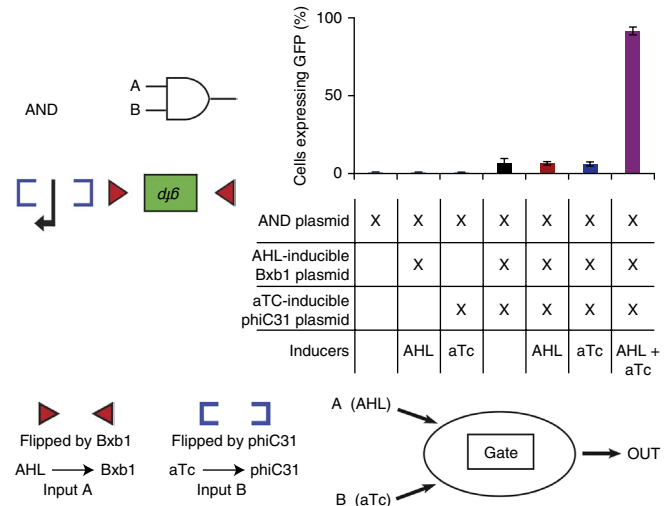 AND
A
B
gfp
Cells expressing GFP (%)
100
50
0
AND plasmid X X X X X X X
AHL-inducible
Bxb1 plasmid X X X X X
aTC-inducible
phiC31 plasmid X X X X X
Inducers AHL aTc AHL aTc AHL +
aTc
Flipped by Bxb1
AHL Bxb1
Input A
Flipped by phiC31
aTc phiC31
Input B
A (AHL)
Gate
OUT
B (aTc)